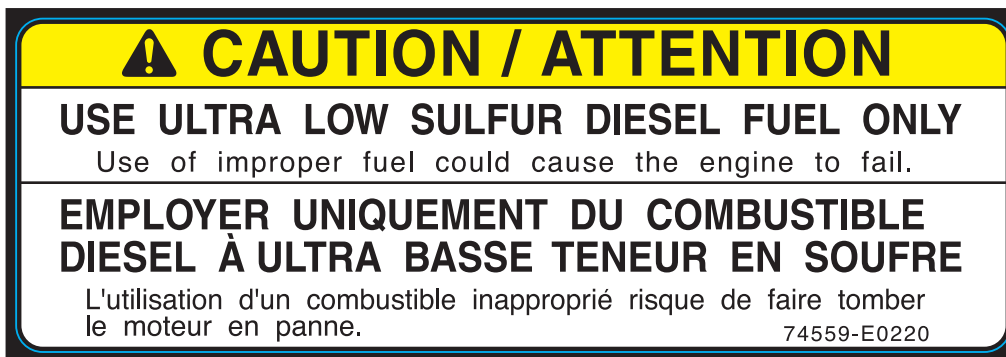 CAUTION / ATTENTION
USE ULTRA LOW SULFUR DIESEL FUEL ONLY
Use of improper fuel could cause the engine to fail.
EMPLOYER UNIQUEMENT DU COMBUSTIBLE
DIESEL À ULTRA BASSE TENEUR EN SOUFRE
L'utilisation d'un combustible inapproprié risque de faire tomber
le moteur en panne.
74559-E0220